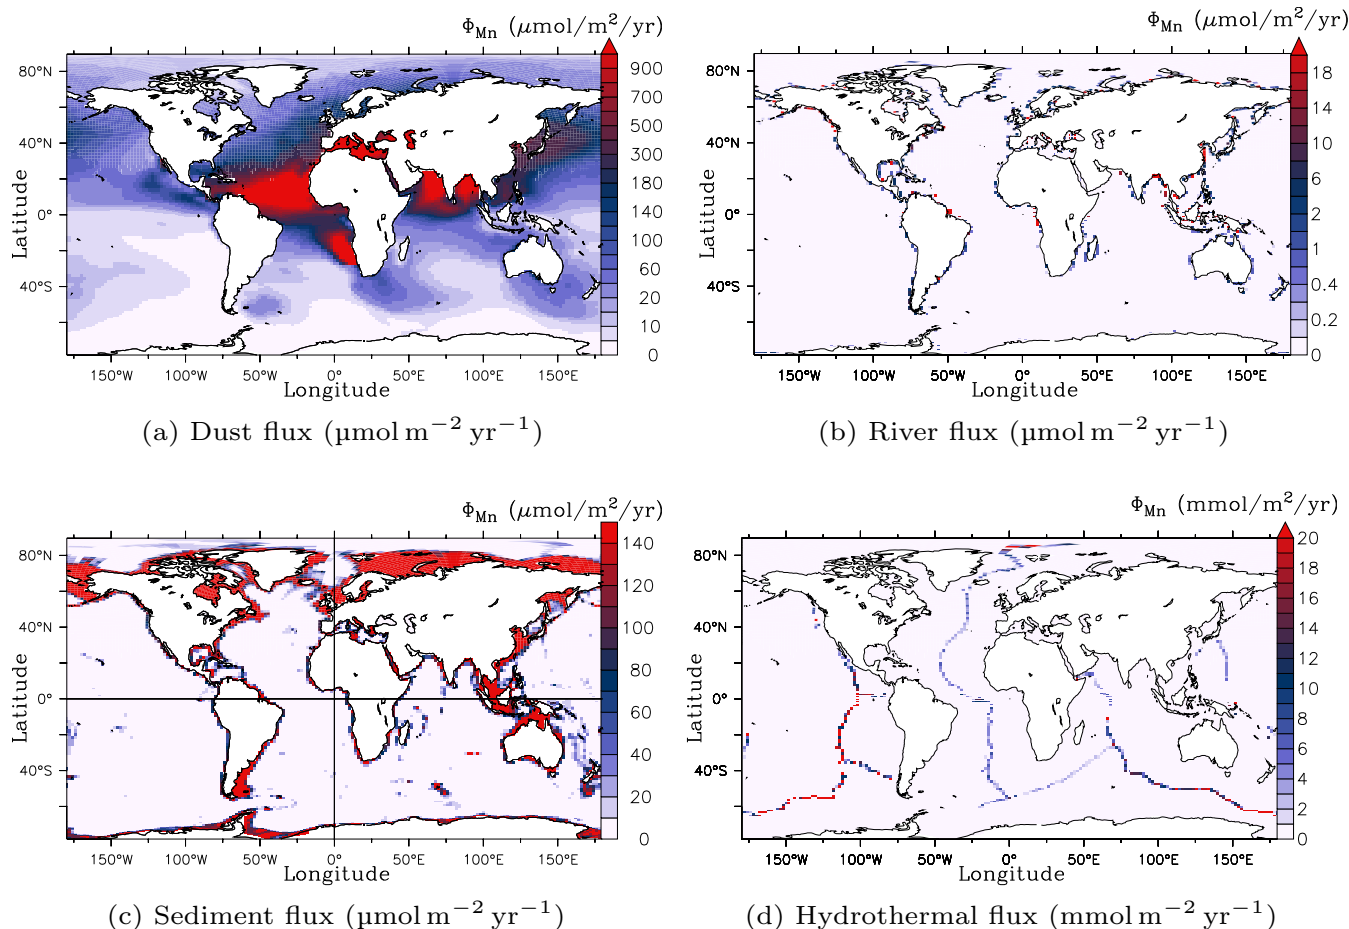 Φ_Mn (μmol/m²/yr)
900
700
500
300
180
140
100
60
20
10
0
80°N
40°N
0°
40°S
Latitude
150°W 100°W 50°W 0° 50°E 100°E 150°E
Longitude
(a) Dust flux (µmol m⁻² yr⁻¹)
Φ_Mn (μmol/m²/yr)
18
14
10
6
2
1
0.4
0.2
0
80°N
40°N
0°
40°S
Latitude
150°W 100°W 50°W 0° 50°E 100°E 150°E
Longitude
(b) River flux (µmol m⁻² yr⁻¹)
Φ_Mn (μmol/m²/yr)
140
120
100
80
60
40
20
0
80°N
40°N
0°
40°S
Latitude
150°W 100°W 50°W 0° 50°E 100°E 150°E
Longitude
(c) Sediment flux (µmol m⁻² yr⁻¹)
Φ_Mn (mmol/m²/yr)
20
18
16
14
12
10
8
6
4
2
0
80°N
40°N
0°
40°S
Latitude
150°W 100°W 50°W 0° 50°E 100°E 150°E
Longitude
(d) Hydrothermal flux (mmol m⁻² yr⁻¹)